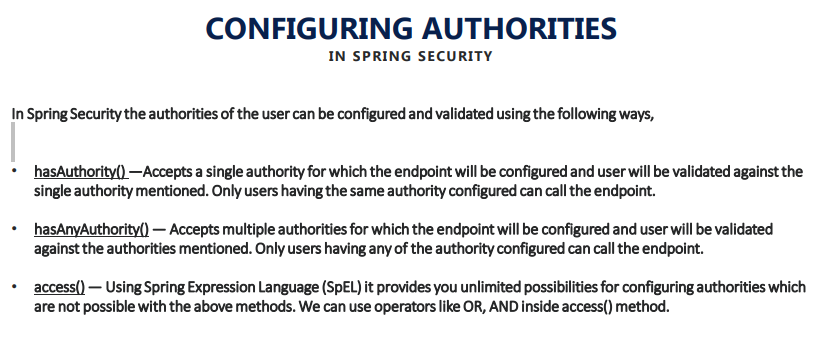 CONFIGURING AUTHORITIES
IN SPRING SECURITY
In Spring Security the authorities of the user can be configured and validated using the following ways,
• hasAuthority() —Accepts a single authority for which the endpoint will be configured and user will be validated against the
single authority mentioned. Only users having the same authority configured can call the endpoint.
• hasAnyAuthority() — Accepts multiple authorities for which the endpoint will be configured and user will be validated
against the authorities mentioned. Only users having any of the authority configured can call the endpoint.
• access() — Using Spring Expression Language (SpEL) it provides you unlimited possibilities for configuring authorities which
are not possible with the above methods. We can use operators like OR, AND inside access() method.